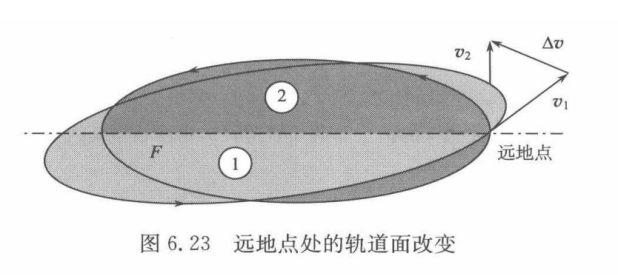 v₂
Δv
v₁
②
F
①
远地点
图 6.23 远地点处的轨道面改变